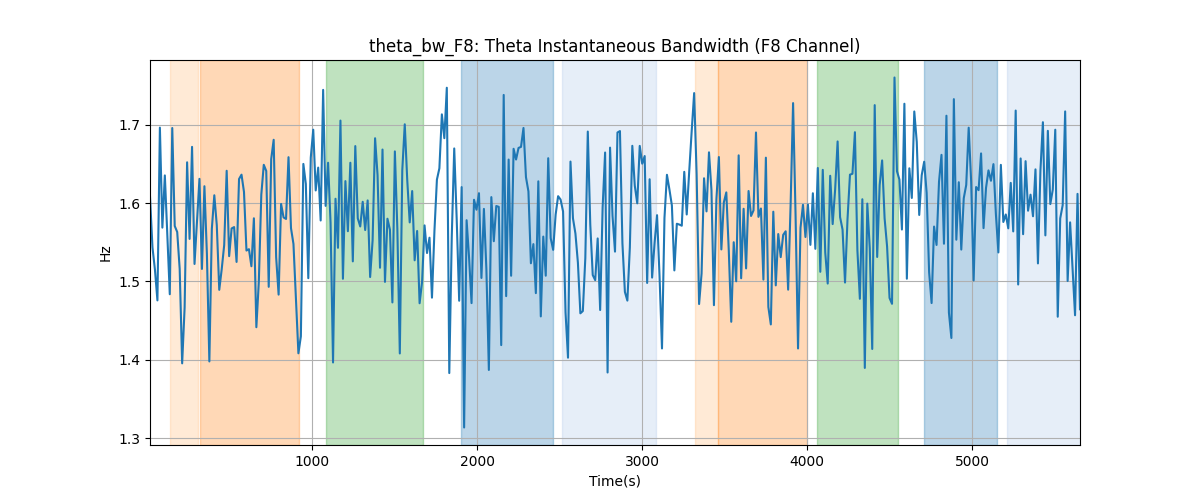 theta_bw_F8: Theta Instantaneous Bandwidth (F8 Channel)
Hz
1.7
1.6
1.5
1.4
1.3
1000 2000 3000 4000 5000
Time(s)